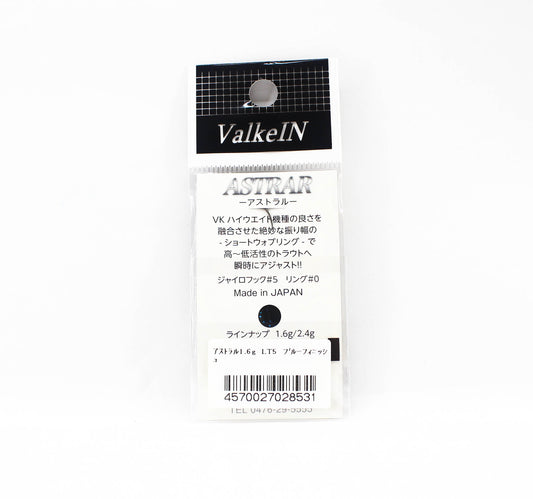 ValkeIN
ASTRAR
ーアストラルー
VK ハイウエイト機種の良さを
融合させた絶妙な振り幅の
- ショートウォブリング - で
高～低活性のトラウトへ
瞬時にアジャスト!!
ジャイロフック#5 リング#0
Made in JAPAN
ラインナップ 1.6g/2.4g
アストラル1.6g LT5 ブルーフィニッシ
ュ
4570027028531
TEL 0476-29-5555